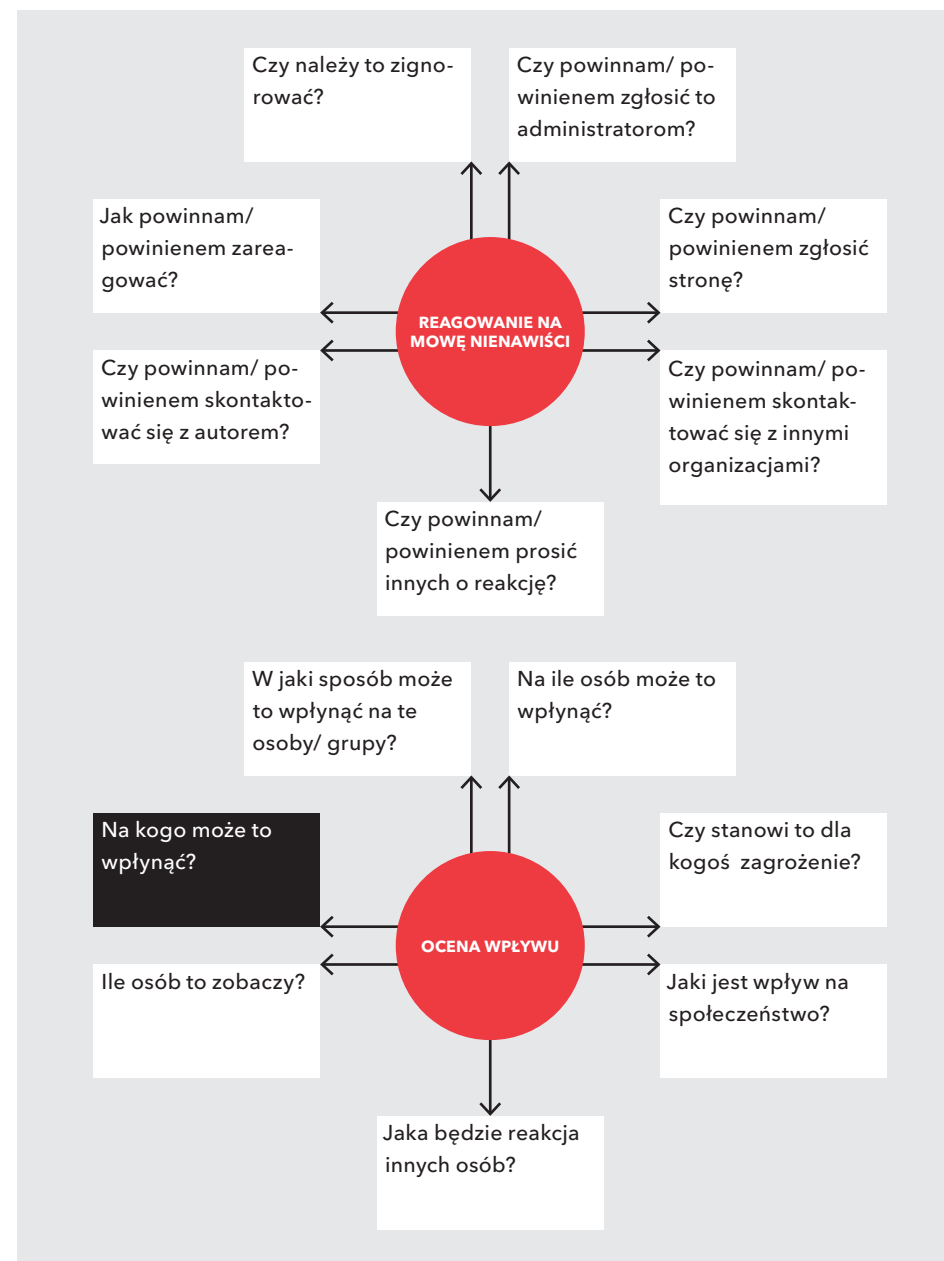 Czy należy to zigno-
rować?
Czy powinnam/ po-
winienem zgłosić to
administratorom?
Jak powinnam/
powinienem zarea-
gować?
Czy powinnam/
powinienem zgłosić
stronę?
REAGOWANIE NA
MOWĘ NIENAWIŚCI
Czy powinnam/ po-
winienem skontakto-
wać się z autorem?
Czy powinnam/ po-
winienem skontak-
tować się z innymi
organizacjami?
Czy powinnam/
powinienem prosić
innych o reakcję?
W jaki sposób może
to wpłynąć na te
osoby/ grupy?
Na ile osób może to
wpłynąć?
Na kogo może to
wpłynąć?
Czy stanowi to dla
kogoś zagrożenie?
OCENA WPŁYWU
Ile osób to zobaczy?
Jaki jest wpływ na
społeczeństwo?
Jaka będzie reakcja
innych osób?